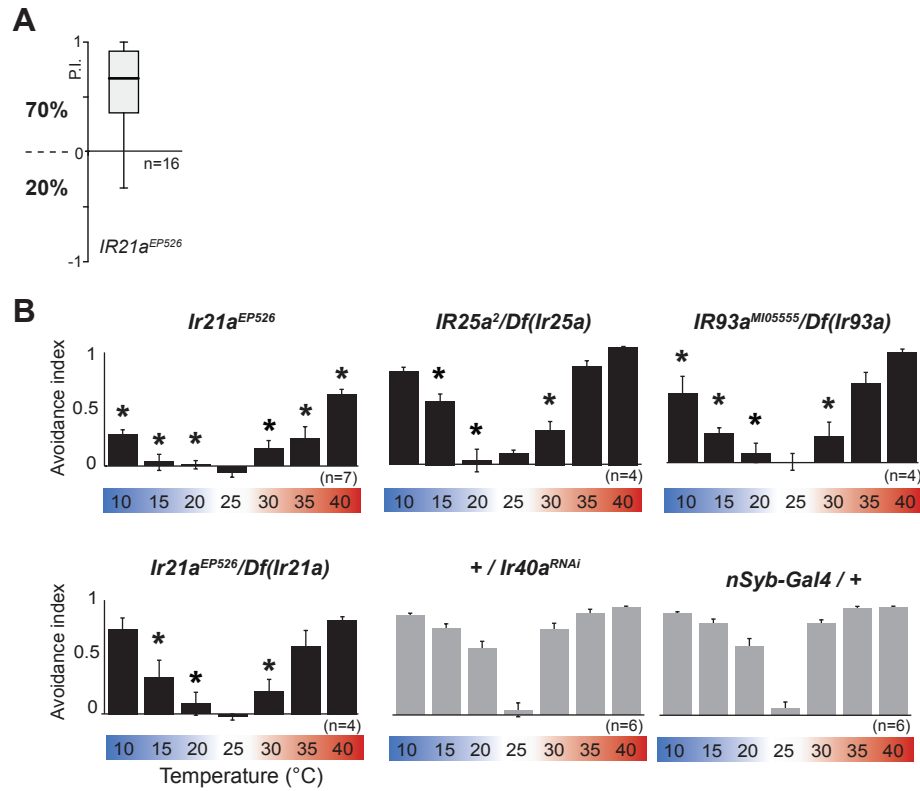 A
1
P.I.
70%
0
n=16
20%
-1
IR21a^EP526
B
Ir21a^EP526
IR25a²/Df(Ir25a)
IR93a^MI05555/Df(Ir93a)
Avoidance index
1
0.5
0
* * * * * *
(n=7)
* * *
(n=4)
* * * *
(n=4)
10 15 20 25 30 35 40
10 15 20 25 30 35 40
10 15 20 25 30 35 40
Ir21a^EP526/Df(Ir21a)
+ / Ir40a^RNAi
nSyb-Gal4 / +
Avoidance index
1
0.5
0
* * *
(n=4)
(n=6)
(n=6)
10 15 20 25 30 35 40
10 15 20 25 30 35 40
10 15 20 25 30 35 40
Temperature (°C)